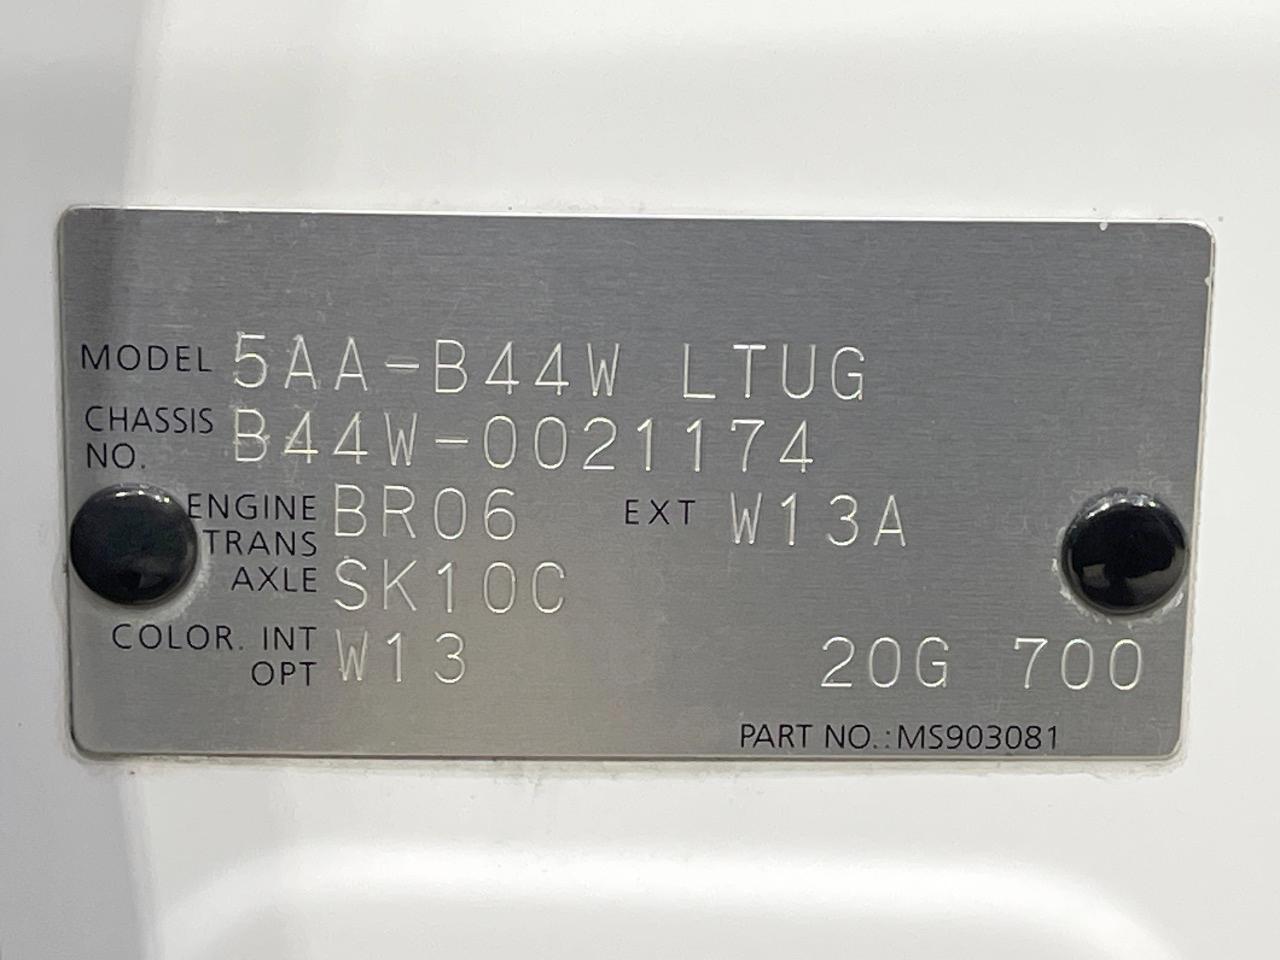 MODEL 5AA-B44W LTUG
CHASSIS NO. B44W-0021174
ENGINE BR06 EXT W13A
TRANS AXLE SK10C
COLOR. INT OPT W13 20G 700
PART NO.:MS903081